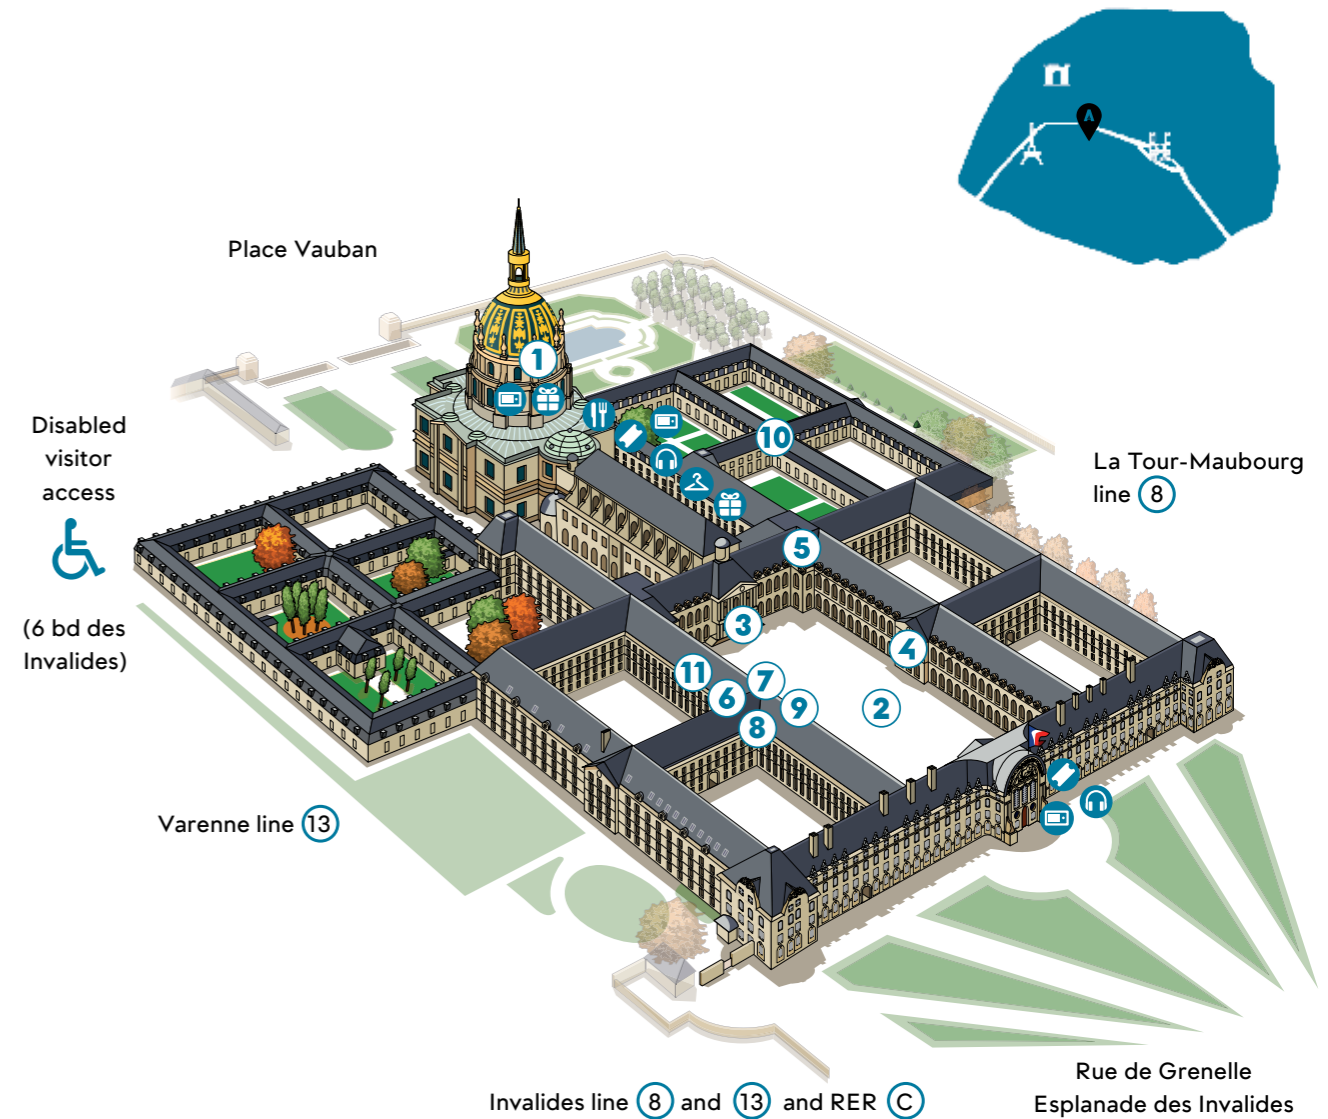 Place Vauban
1
Disabled
visitor
access
(6 bd des
Invalides)
10
La Tour-Maubourg
line 8
5
3
4
11
7
6
9
2
8
Varenne line 13
Rue de Grenelle
Esplanade des Invalides
Invalides line 8 and 13 and RER C